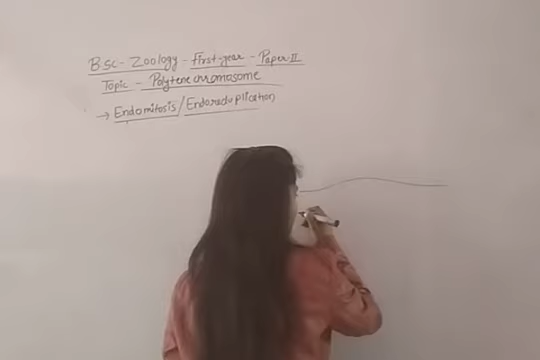 B.SC - Zoology - First-year - Paper II
Topic - Polytene chromosome
→ Endomitosis / Endoreduplication